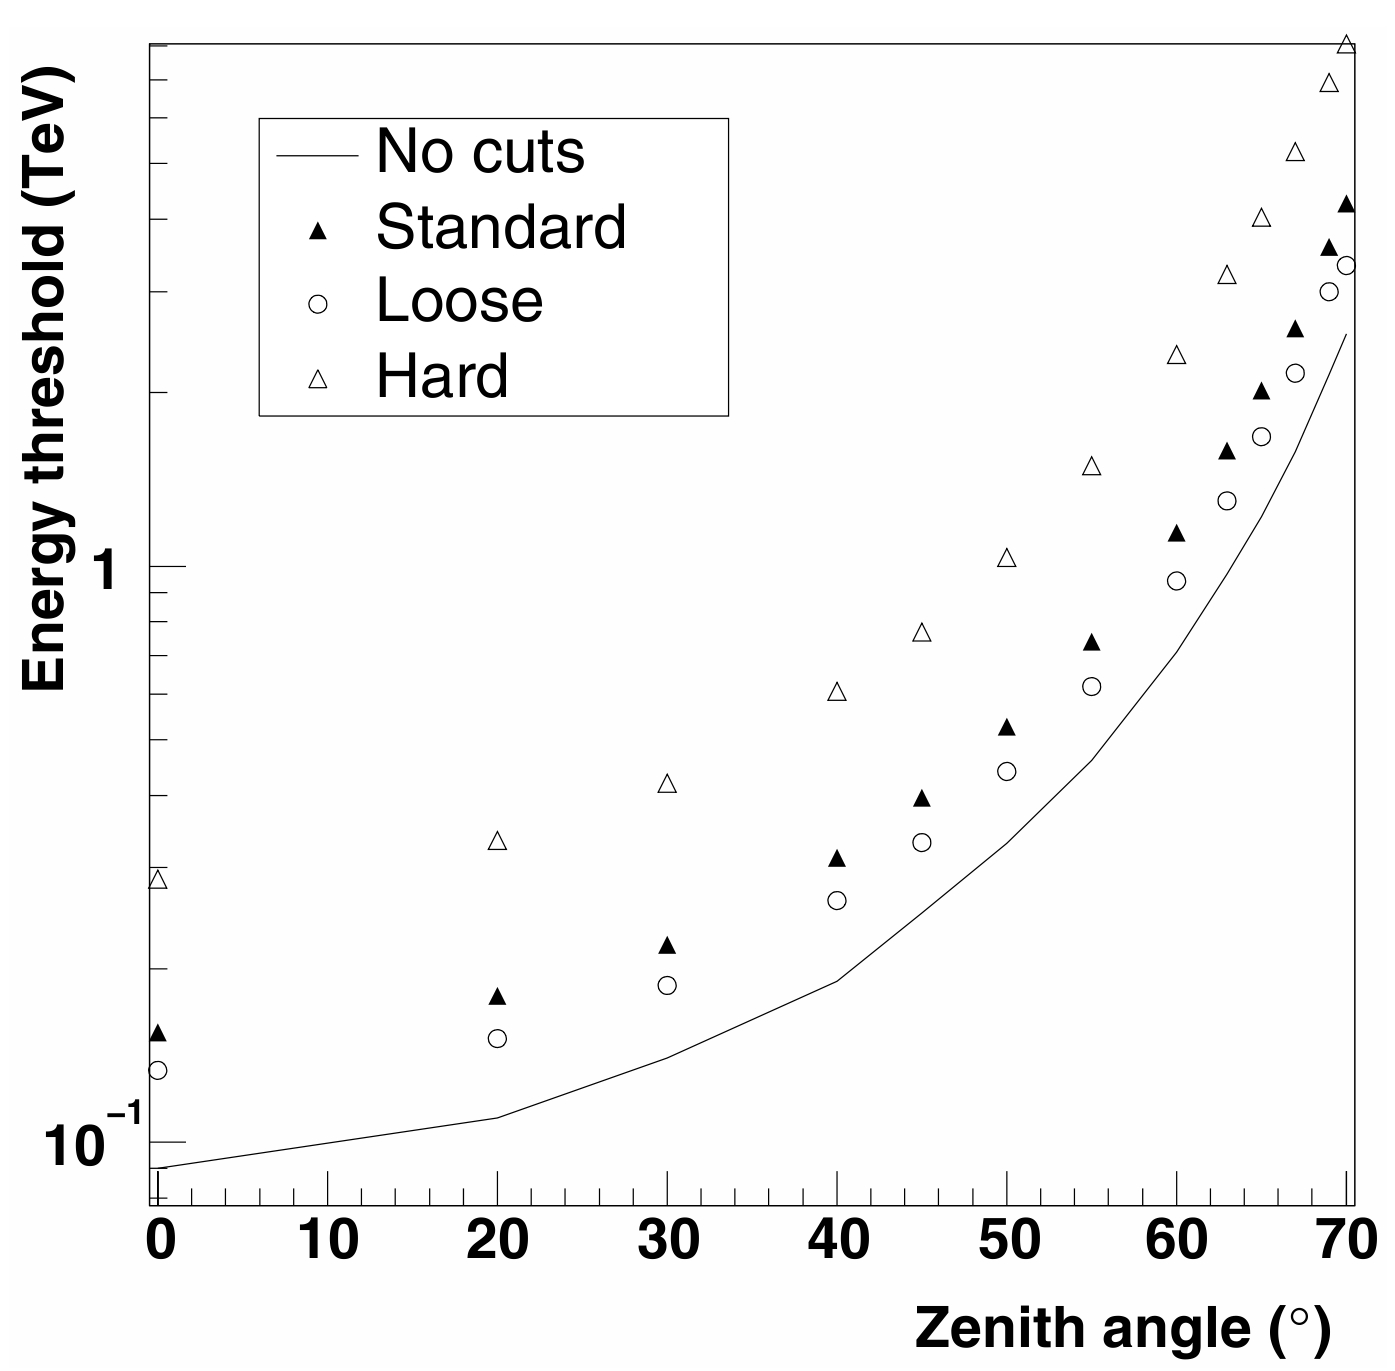 Energy threshold (TeV)
No cuts
Standard
Loose
Hard
1
10⁻¹
0 10 20 30 40 50 60 70
Zenith angle (°)